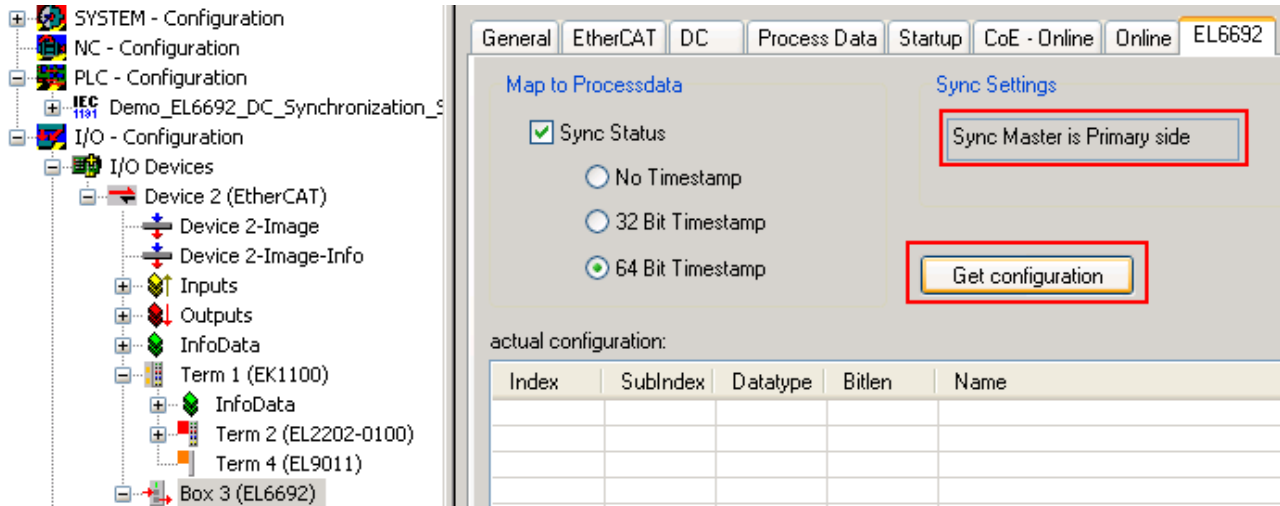 SYSTEM - Configuration
NC - Configuration
PLC - Configuration
IEC
1131
Demo_EL6692_DC_Synchronization_S
I/O - Configuration
I/O Devices
Device 2 (EtherCAT)
Device 2-Image
Device 2-Image-Info
Inputs
Outputs
InfoData
Term 1 (EK1100)
InfoData
Term 2 (EL2202-0100)
Term 4 (EL9011)
Box 3 (EL6692)
General EtherCAT DC Process Data Startup CoE - Online Online EL6692
Map to Processdata
Sync Status
No Timestamp
32 Bit Timestamp
64 Bit Timestamp
Sync Settings
Sync Master is Primary side
Get configuration
actual configuration:
Index SubIndex Datatype Bitlen Name